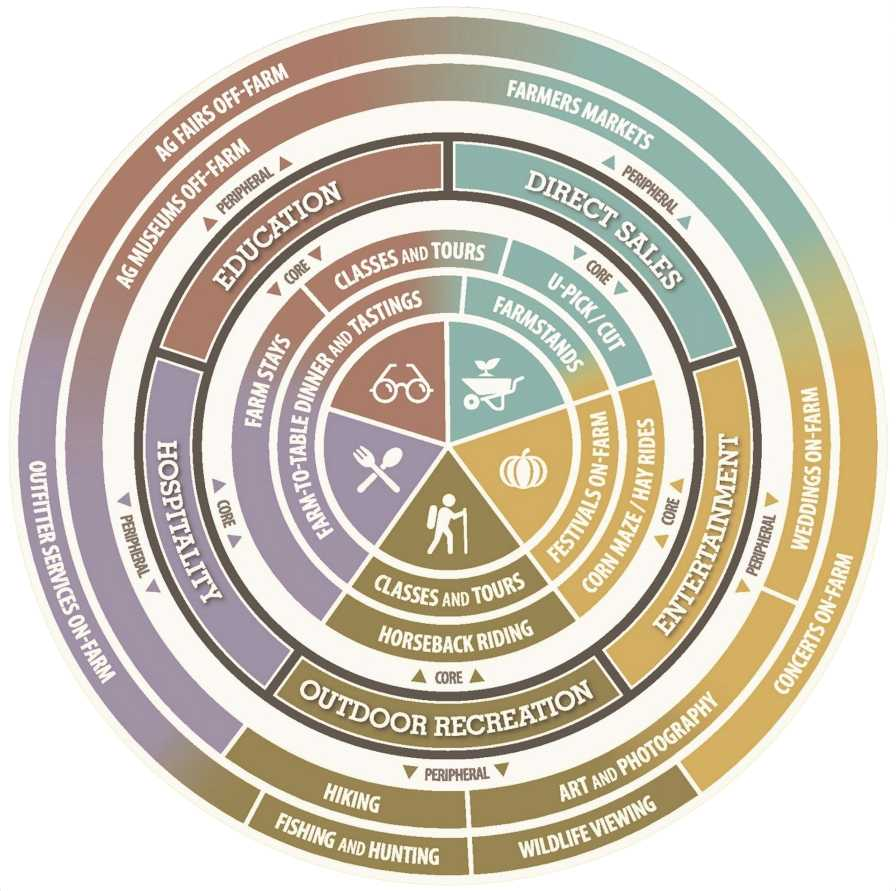 AG FAIRS OFF-FARM
AG MUSEUMS OFF-FARM
FARMERS MARKETS
PERIPHERAL
PERIPHERAL
EDUCATION
DIRECT SALES
CORE
CORE
CLASSES AND TOURS
U-PICK / CUT
FARMSTANDS
FARM STAYS
FARM-TO-TABLE DINNER AND TASTINGS
HOSPITALITY
CORE
PERIPHERAL
OUTFITTER SERVICES ON-FARM
FESTIVALS ON-FARM
CORN MAZE / HAY RIDES
CORE
ENTERTAINMENT
PERIPHERAL
WEDDINGS ON-FARM
CONCERTS ON-FARM
CLASSES AND TOURS
HORSEBACK RIDING
CORE
OUTDOOR RECREATION
PERIPHERAL
HIKING
ART AND PHOTOGRAPHY
FISHING AND HUNTING
WILDLIFE VIEWING